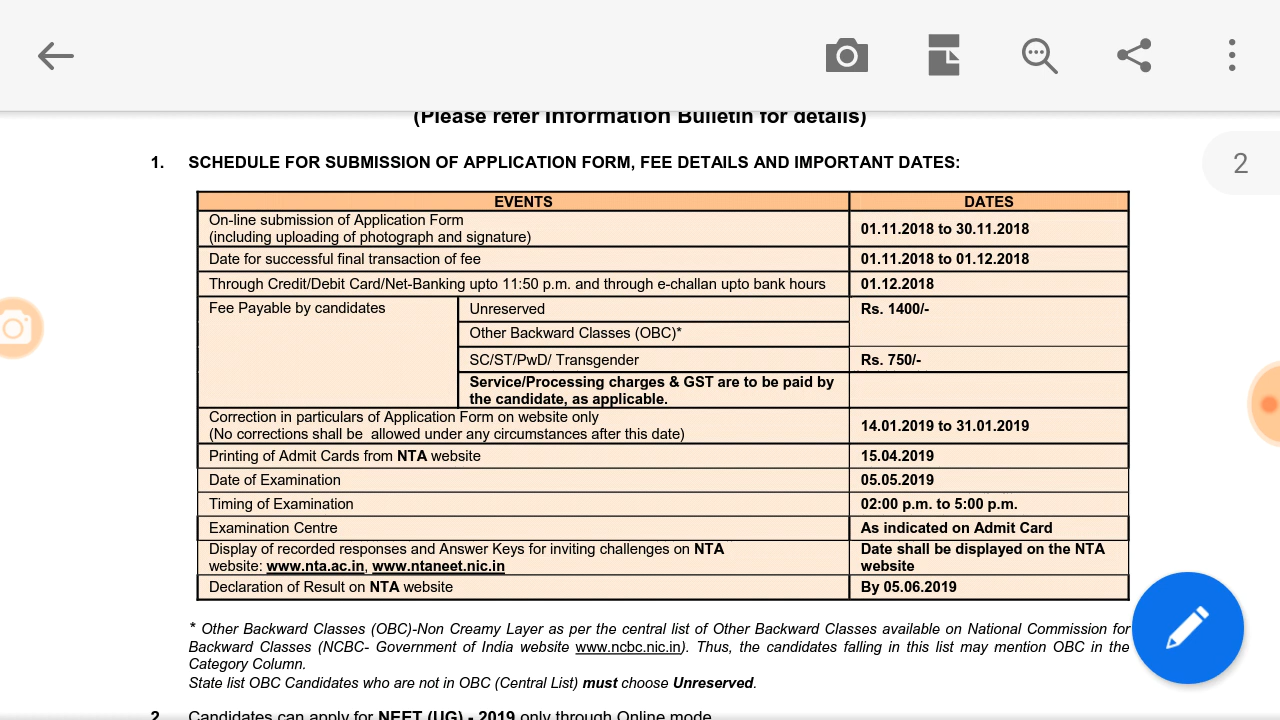 (Please refer Information Bulletin for details)
2
1. SCHEDULE FOR SUBMISSION OF APPLICATION FORM, FEE DETAILS AND IMPORTANT DATES:
EVENTS DATES
On-line submission of Application Form
(including uploading of photograph and signature) 01.11.2018 to 30.11.2018
Date for successful final transaction of fee 01.11.2018 to 01.12.2018
Through Credit/Debit Card/Net-Banking upto 11:50 p.m. and through e-challan upto bank hours 01.12.2018
Fee Payable by candidates Unreserved Rs. 1400/-
Other Backward Classes (OBC)*
SC/ST/PwD/ Transgender Rs. 750/-
Service/Processing charges & GST are to be paid by
the candidate, as applicable.
Correction in particulars of Application Form on website only
(No corrections shall be allowed under any circumstances after this date) 14.01.2019 to 31.01.2019
Printing of Admit Cards from NTA website 15.04.2019
Date of Examination 05.05.2019
Timing of Examination 02:00 p.m. to 5:00 p.m.
Examination Centre As indicated on Admit Card
Display of recorded responses and Answer Keys for inviting challenges on NTA Date shall be displayed on the NTA
website: www.nta.ac.in, www.ntaneet.nic.in website
Declaration of Result on NTA website By 05.06.2019
* Other Backward Classes (OBC)-Non Creamy Layer as per the central list of Other Backward Classes available on National Commission for
Backward Classes (NCBC- Government of India website www.ncbc.nic.in). Thus, the candidates falling in this list may mention OBC in the
Category Column.
State list OBC Candidates who are not in OBC (Central List) must choose Unreserved.
2. Candidates can apply for NEET (UG) - 2019 only through Online mode.